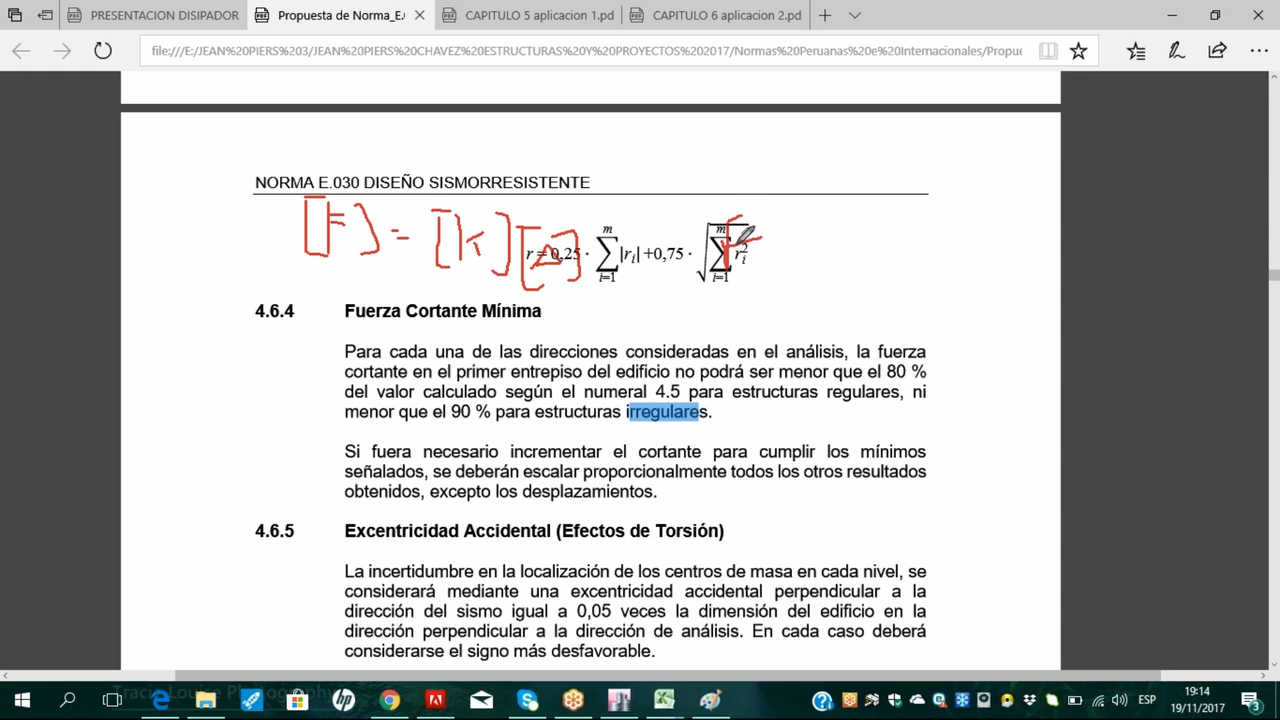 PRESENTACION DISIPADOR
Propuesta de Norma_E.
CAPITULO 5 aplicacion 1.pd
CAPITULO 6 aplicacion 2.pd
file:///E:/JEAN%20PIERS%203/JEAN%20PIERS%20CHAVEZ%20ESTRUCTURAS%20Y%20PROYECTOS%202017/Normas%20Peruanas%20e%20Internacionales/Propue
NORMA E.030 DISEÑO SISMORRESISTENTE
[F] = [K] [Δ]
r = 0,25 · ∑ |ri| +0,75 · √∑ ri²
m i=1 m i=1
F
4.6.4 Fuerza Cortante Mínima
Para cada una de las direcciones consideradas en el análisis, la fuerza
cortante en el primer entrepiso del edificio no podrá ser menor que el 80 %
del valor calculado según el numeral 4.5 para estructuras regulares, ni
menor que el 90 % para estructuras irregulares.
Si fuera necesario incrementar el cortante para cumplir los mínimos
señalados, se deberán escalar proporcionalmente todos los otros resultados
obtenidos, excepto los desplazamientos.
4.6.5 Excentricidad Accidental (Efectos de Torsión)
La incertidumbre en la localización de los centros de masa en cada nivel, se
considerará mediante una excentricidad accidental perpendicular a la
dirección del sismo igual a 0,05 veces la dimensión del edificio en la
dirección perpendicular a la dirección de análisis. En cada caso deberá
considerarse el signo más desfavorable.
Tracie Louise Photography
ESP
19:14
19/11/2017
3